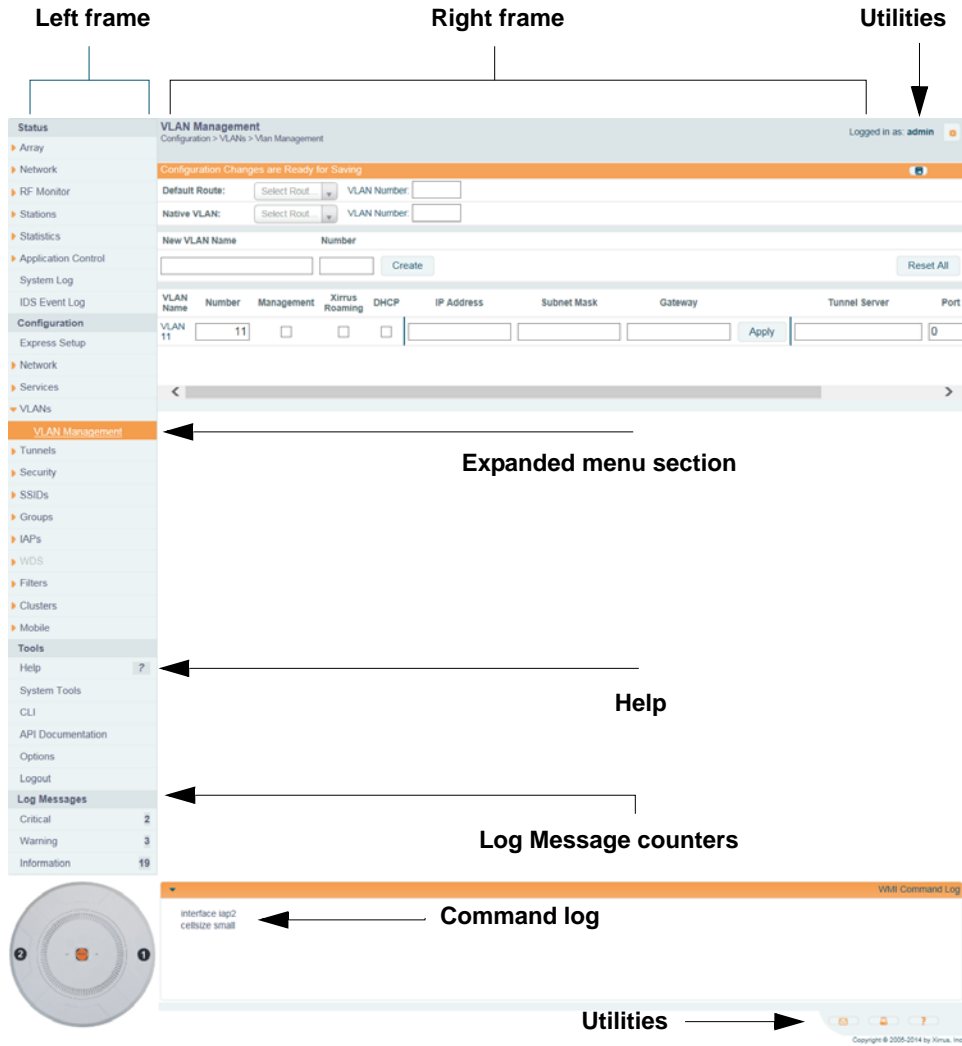 Left frame
Right frame
Utilities
Status
Array
Network
RF Monitor
Stations
Statistics
Application Control
System Log
IDS Event Log
Configuration
Express Setup
Network
Services
VLANs
VLAN Management
Tunnels
Security
SSIDs
Groups
IAPs
WDS
Filters
Clusters
Mobile
Tools
Help ?
System Tools
CLI
API Documentation
Options
Logout
Log Messages
Critical 2
Warning 3
Information 19
VLAN Management
Configuration > VLANs > Vlan Management
Logged in as: admin
Configuration Changes are Ready for Saving
Default Route: Select Rout... VLAN Number:
Native VLAN: Select Rout... VLAN Number:
New VLAN Name Number
Create Reset All
VLAN Name Number Management Xirrus Roaming DHCP IP Address Subnet Mask Gateway Tunnel Server Port
VLAN 11 11 Apply 0
Expanded menu section
Help
Log Message counters
WMI Command Log
interface iap2
cellsize small
Command log
2 1
Utilities
?
Copyright © 2005-2014 by Xirrus, Inc